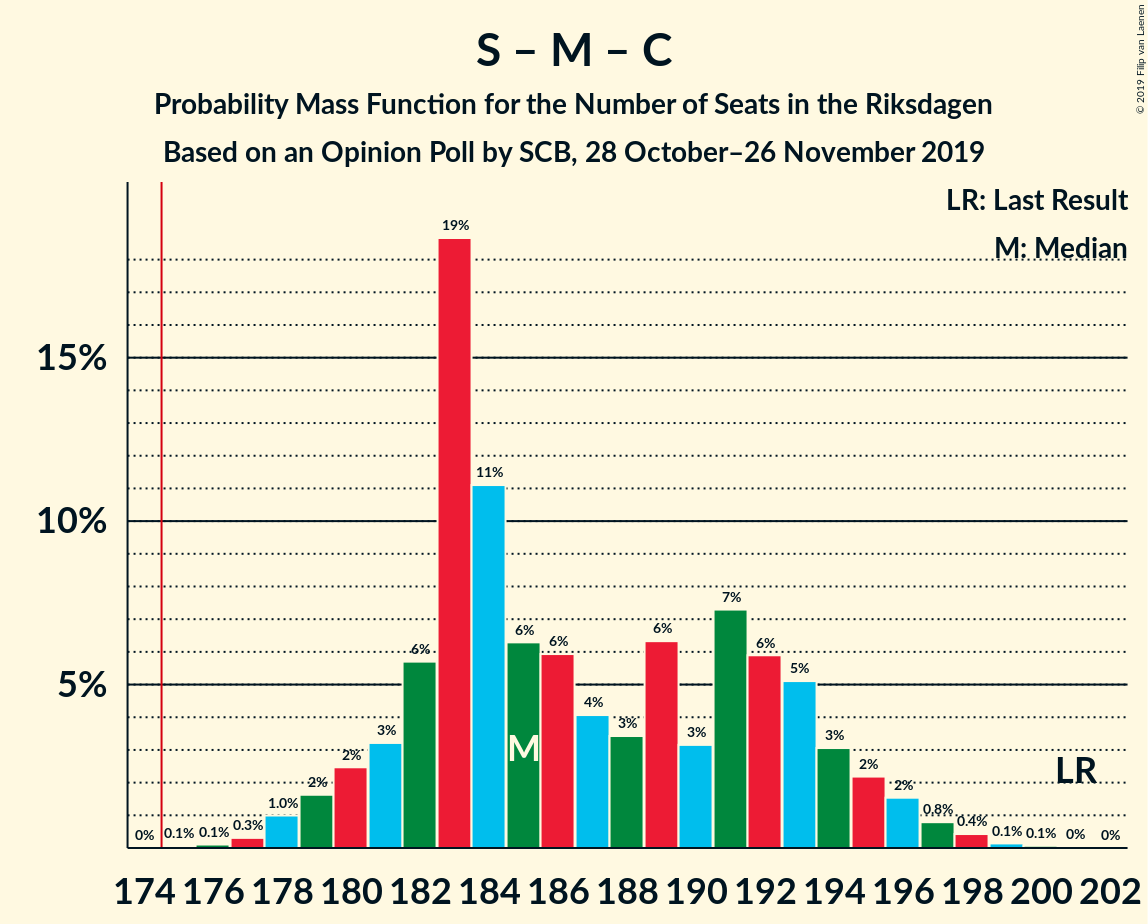 S – M – C
Probability Mass Function for the Number of Seats in the Riksdagen
Based on an Opinion Poll by SCB, 28 October–26 November 2019
© 2019 Filip van Laenen
LR: Last Result
M: Median
15%
10%
5%
0% 0.1% 0.1% 0.3% 1.0% 2% 2% 3% 6% 19% 11% 6% 6% 4% 3% 6% 3% 7% 6% 5% 3% 2% 2% 0.8% 0.4% 0.1% 0.1% 0% 0%
M
LR
174 176 178 180 182 184 186 188 190 192 194 196 198 200 202